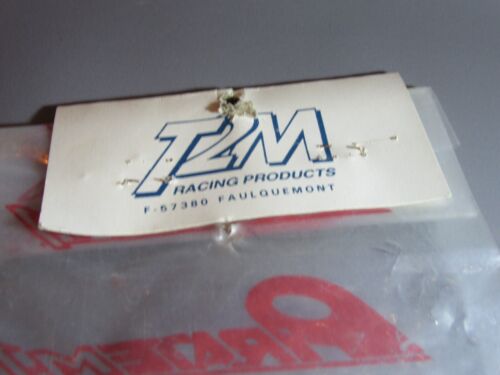 T2M
RACING PRODUCTS
F-57380 FAULQUEMONT